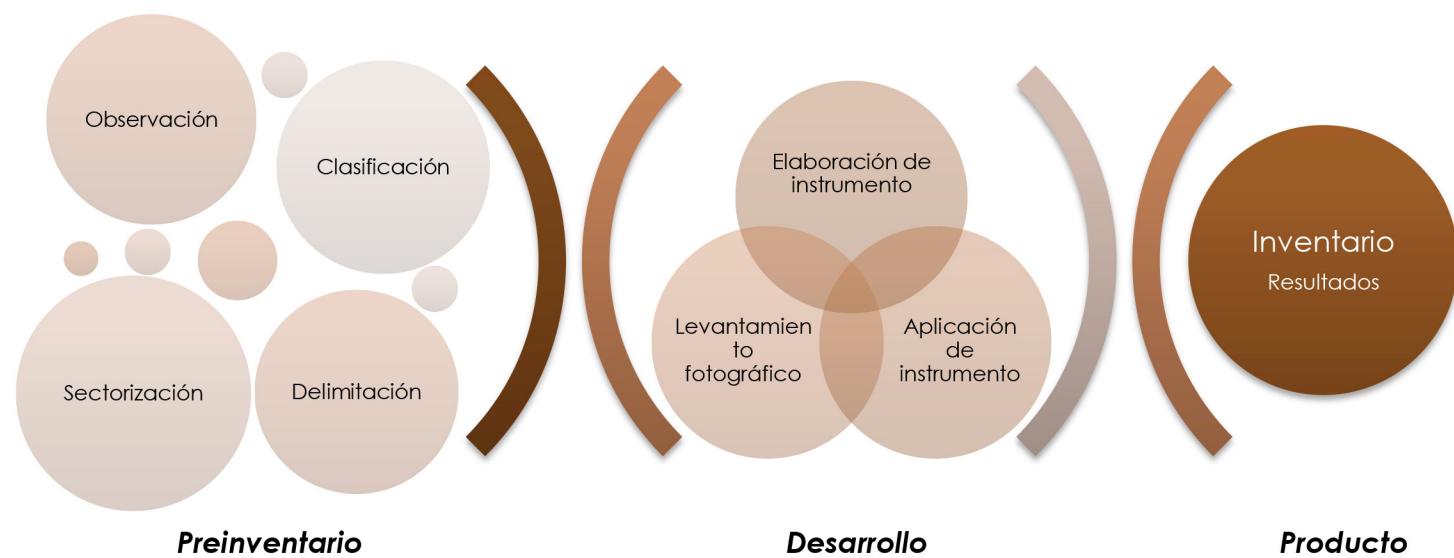 Observación
Clasificación
Sectorización
Delimitación
Elaboración de
instrumento
Levantamien
to
fotográfico
Aplicación
de
instrumento
Inventario
Resultados
Preinventario
Desarrollo
Producto